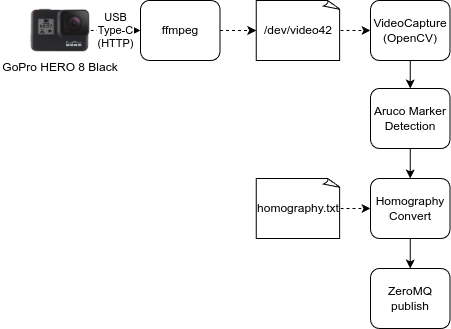 USB
Type-C
(HTTP)
ffmpeg
/dev/video42
VideoCapture
(OpenCV)
GoPro
GoPro HERO 8 Black
Aruco Marker
Detection
homography.txt
Homography
Convert
ZeroMQ
publish